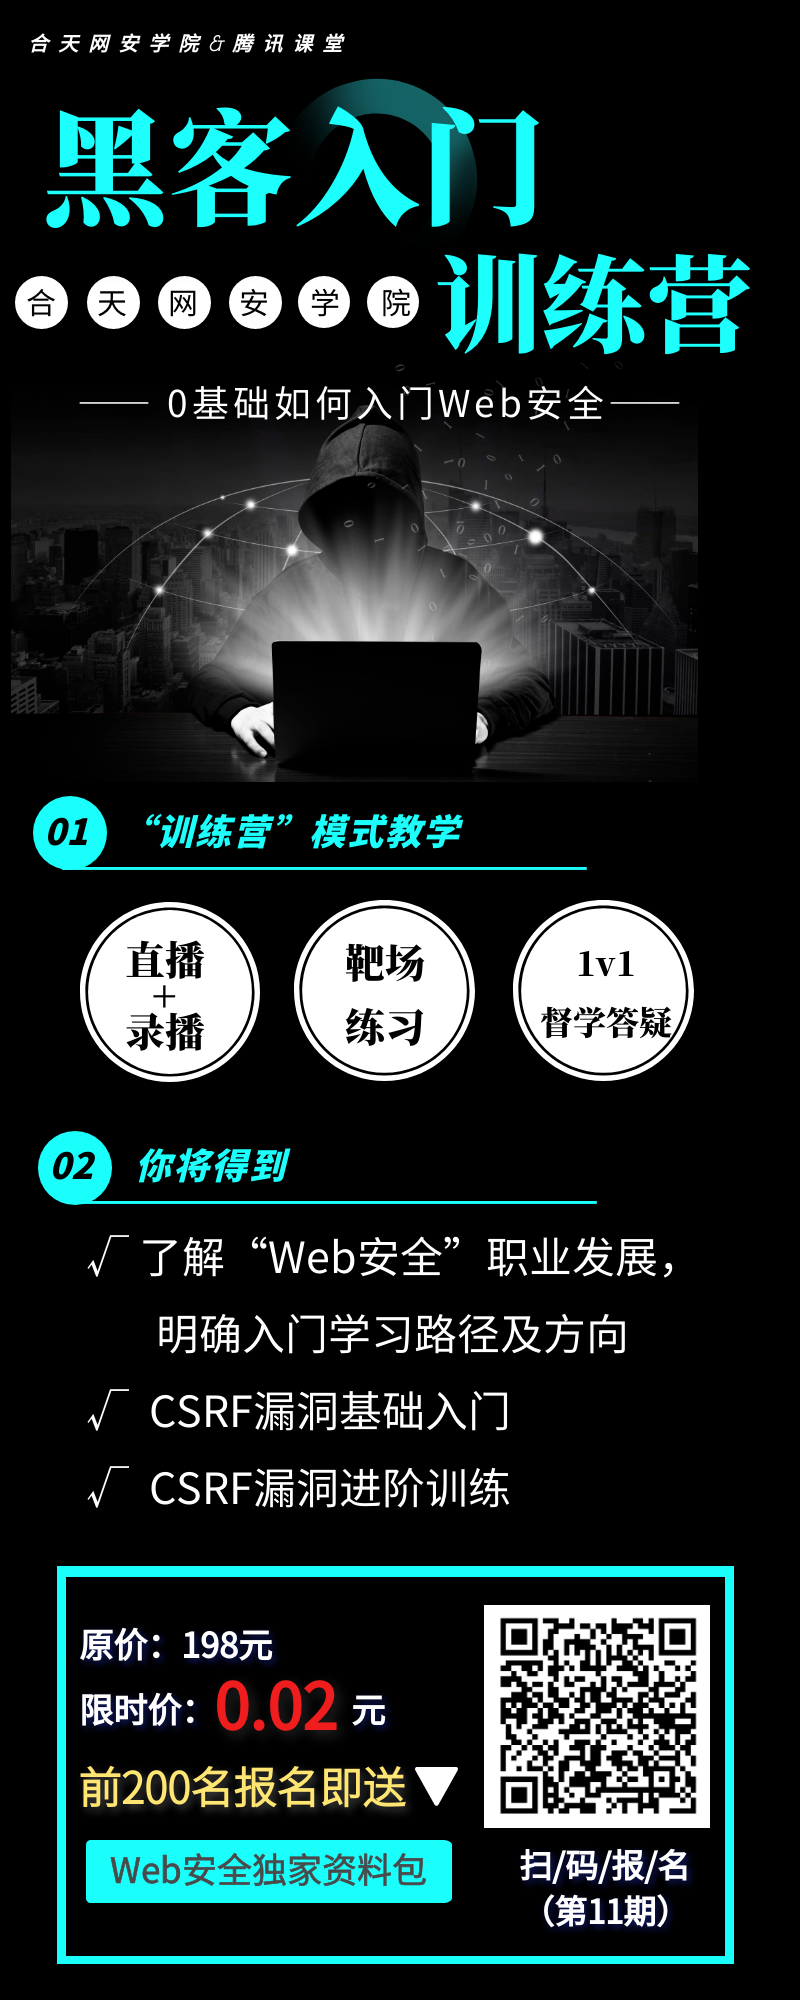 合天网安学院&腾讯课堂
黑客入门
训练营
合天网安学院
0基础如何入门Web安全
01
“训练营”模式教学
直播
+
录播
靶场
练习
1v1
督学答疑
02
你将得到
√ 了解“Web安全”职业发展，
明确入门学习路径及方向
√ CSRF漏洞基础入门
√ CSRF漏洞进阶训练
原价：198元
限时价：0.02 元
前200名报名即送▼
Web安全独家资料包
扫/码/报/名
（第11期）